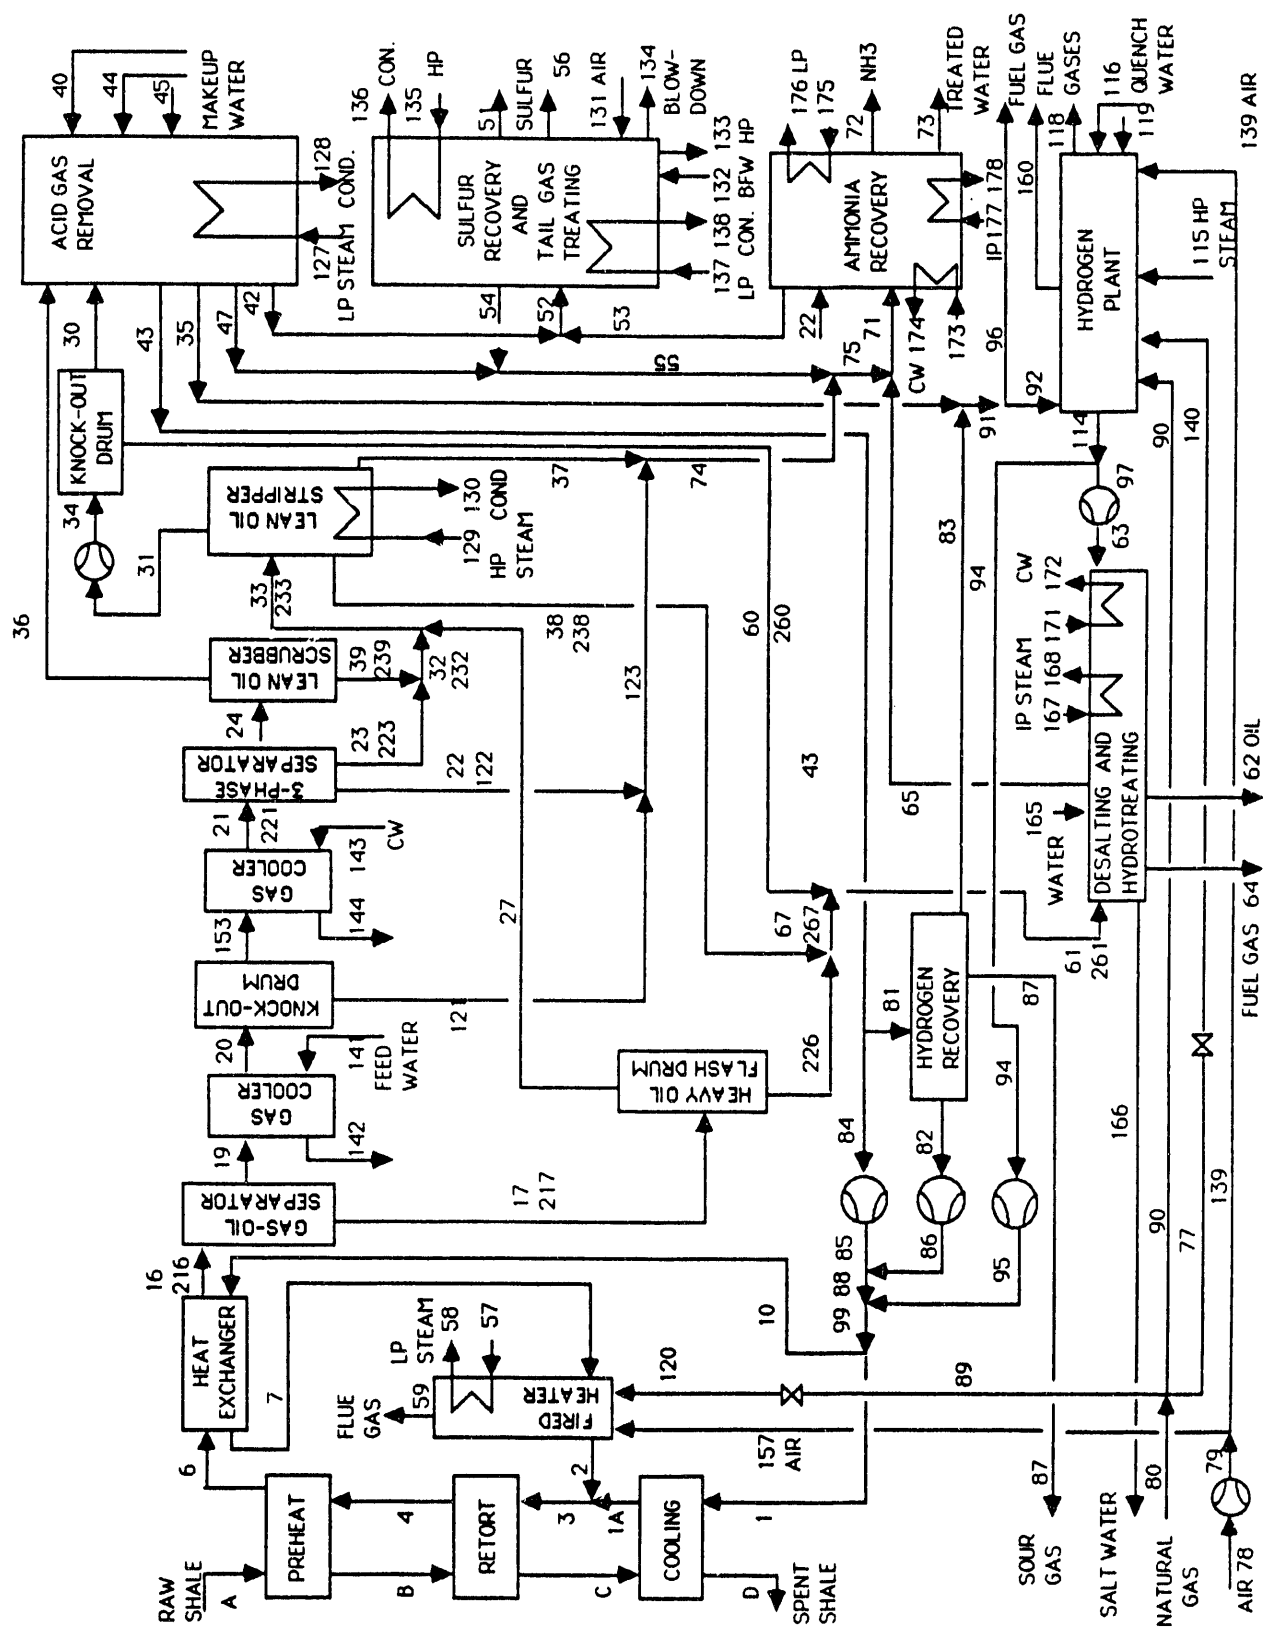 RAW
SHALE
A
PREHEAT
B
RETORT
C
COOLING
D
SPENT
SHALE
6
4
3
1A
2
1
HEAT
EXCHANGER
7
16
216
FLUE
GAS
59
LP
STEAM
58
57
FIRED
HEATER
120
157
AIR
10
99
88
85
86
95
84
82
94
GAS-OIL
SEPARATOR
17
217
19
GAS
COOLER
142
141
FEED
WATER
20
KNOCK-OUT
DRUM
121
153
GAS
COOLER
144
143
CW
21
221
3-PHASE
SEPARATOR
22
122
23
223
24
LEAN OIL
SCRUBBER
39
239
32
232
36
33
233
LEAN OIL
STRIPPER
31
34
KNOCK-OUT
DRUM
30
129
130
HP COND
STEAM
37
38
238
27
123
74
60
260
HEAVY OIL
FLASH DRUM
226
67
267
43
81
HYDROGEN
RECOVERY
87
83
65
94
61
261
ACID GAS
REMOVAL
40
44
45
MAKEUP
WATER
43
35
47
42
127
128
LP STEAM COND.
136 CON.
135 HP
SULFUR
RECOVERY
AND
TAIL GAS
TREATING
51
SULFUR
56
131 AIR
134
BLOW-
DOWN
54
52
53
55
137 138 132 133
LP CON. BFW HP
AMMONIA
RECOVERY
176 LP
175
72 NH3
73
TREATED
WATER
22
71
75
CW 174
173
IP177 178
96
FUEL GAS
160
FLUE
GASES
118
116
QUENCH
WATER
119
HYDROGEN
PLANT
91
92
114
97
63
115 HP
STEAM
139 AIR
90
140
DESALTING AND
HYDROTREATING
WATER
165
IP STEAM
167 168
171 172
CW
62 OIL
FUEL GAS 64
166
90
77
139
89
SOUR
GAS
87
SALT WATER
NATURAL
GAS
80
AIR 78
79